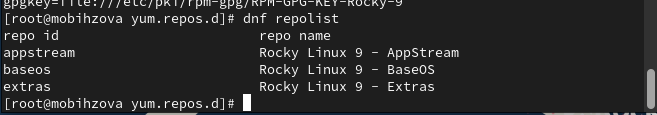 gpgkey=file:///etc/pki/rpm-gpg/RPM-GPG-KEY-Rocky-9
[root@mobihzova yum.repos.d]# dnf repolist
repo id                          repo name
appstream                        Rocky Linux 9 - AppStream
baseos                           Rocky Linux 9 - BaseOS
extras                           Rocky Linux 9 - Extras
[root@mobihzova yum.repos.d]#